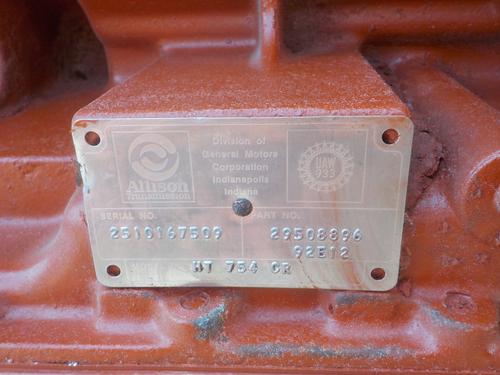 Allison
Transmission
Division of
General Motors
Corporation
Indianapolis
Indiana
UAW
933
SERIAL NO.
2510167509
PART NO.
29508896
92E12
HT 754 CR